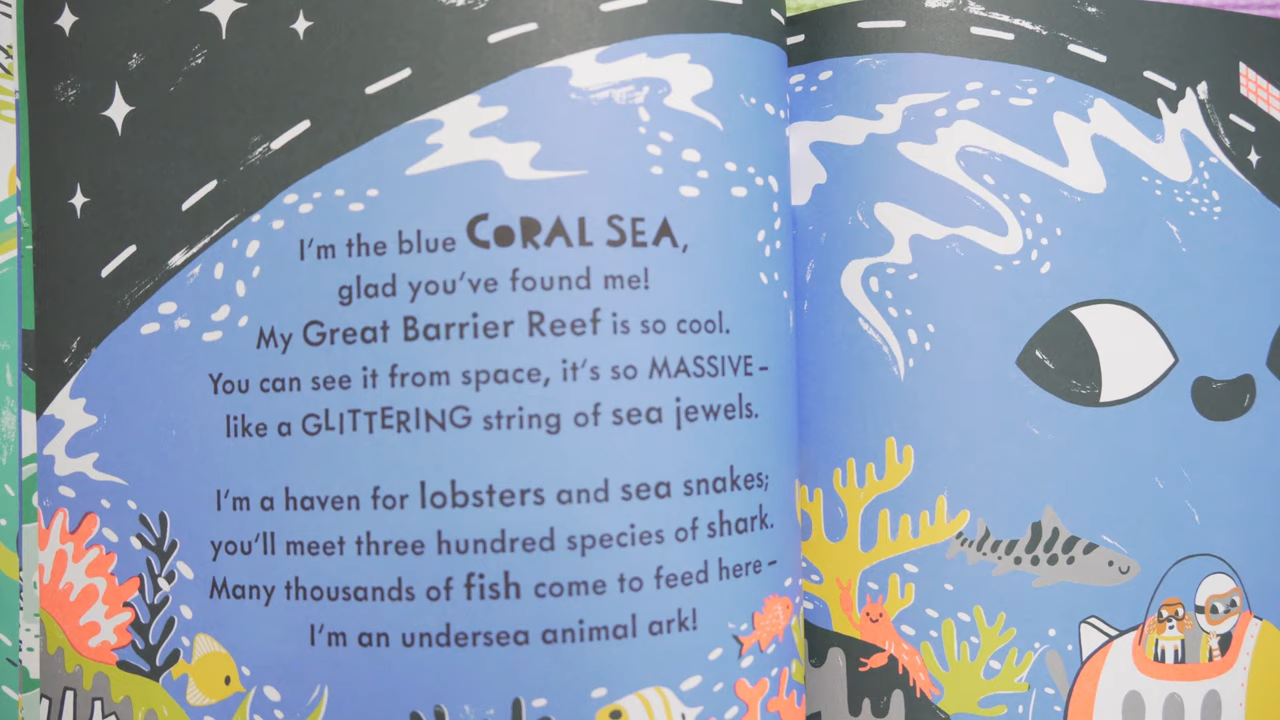 I'm the blue CORAL SEA,
glad you've found me!
My Great Barrier Reef is so cool.
You can see it from space, it's so MASSIVE –
like a GLITTERING string of sea jewels.
I'm a haven for lobsters and sea snakes;
you'll meet three hundred species of shark.
Many thousands of fish come to feed here –
I'm an undersea animal ark!